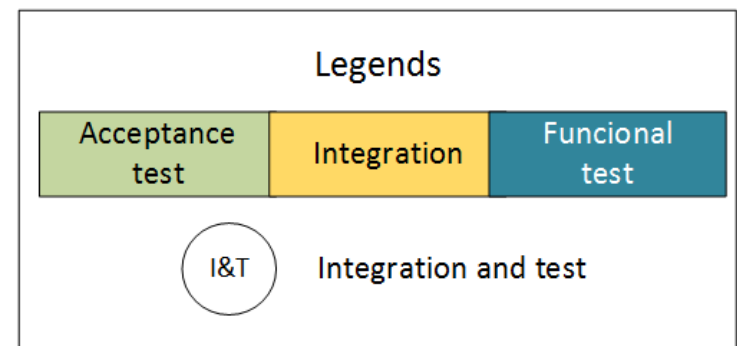 Legends
Acceptance
test
Integration
Funcional
test
I&T
Integration and test